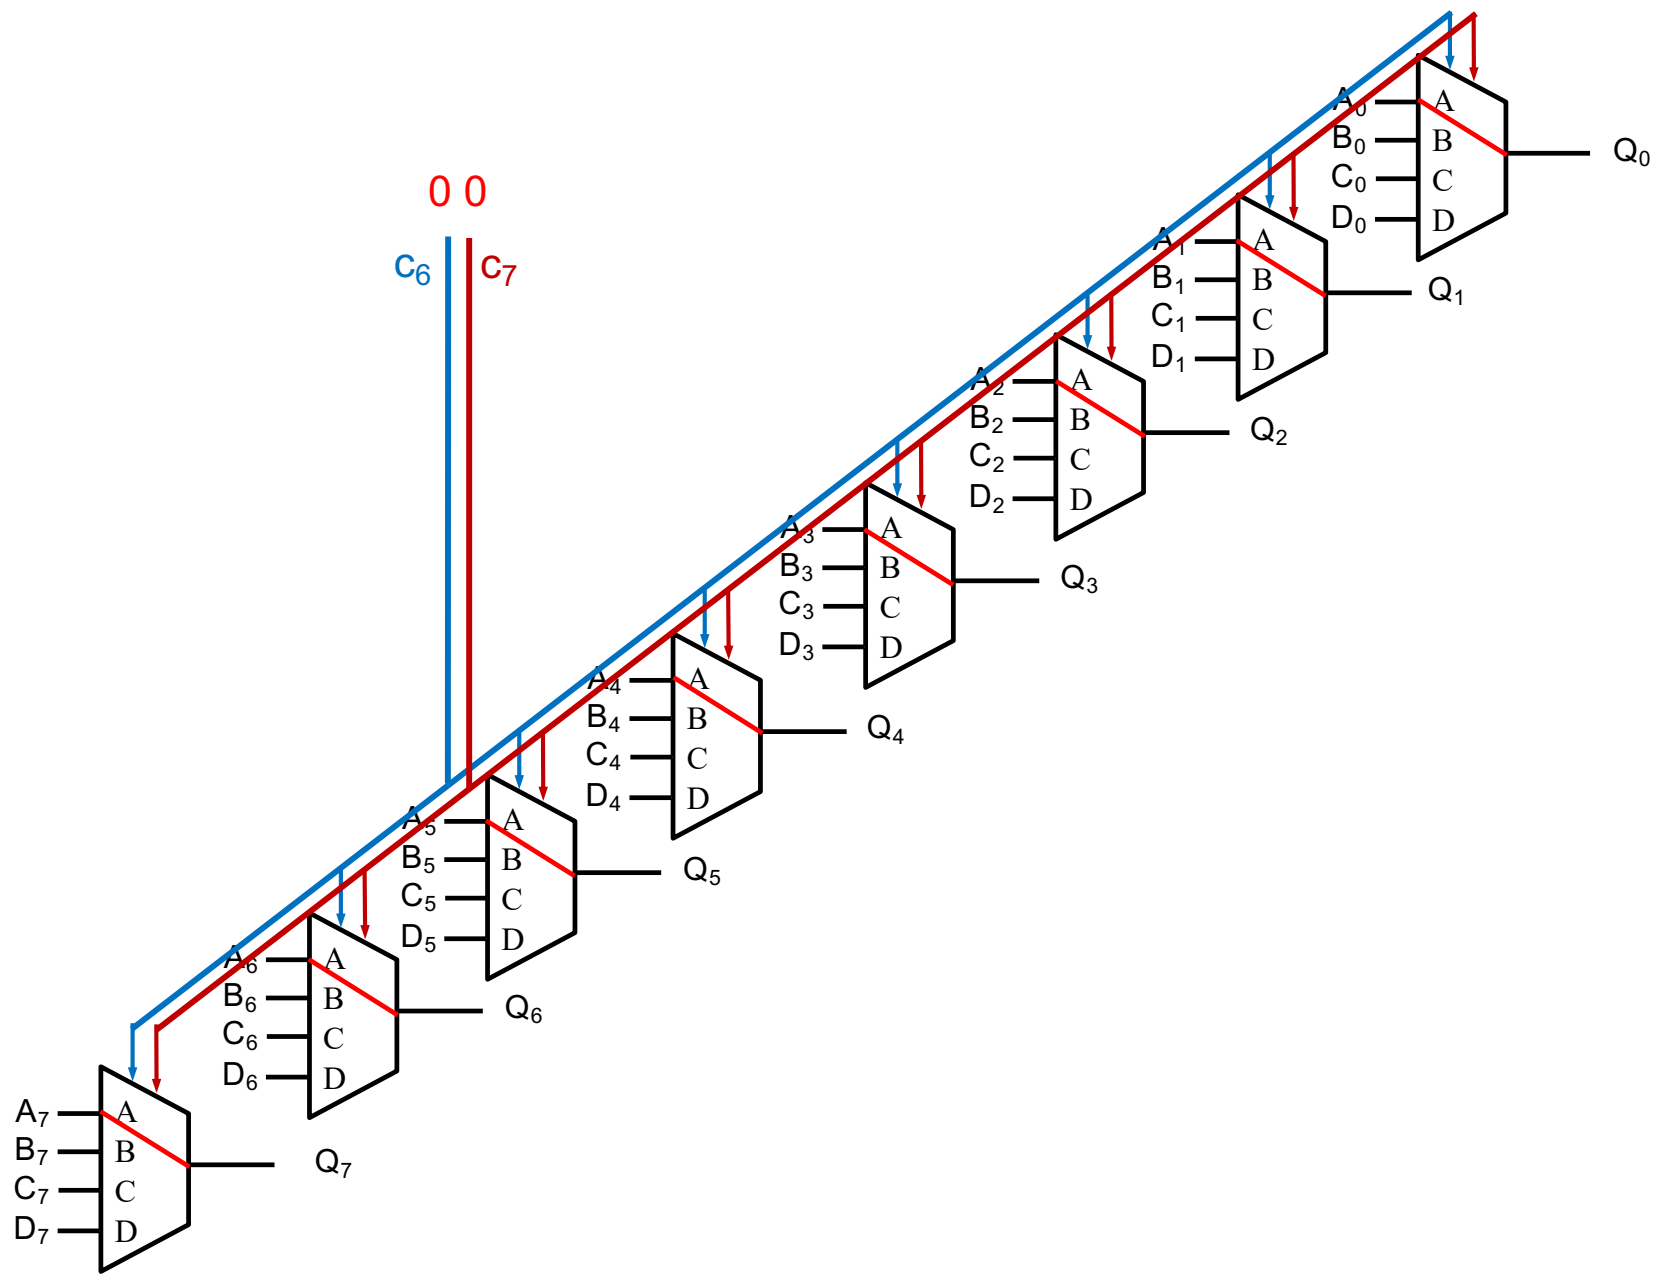 0 0
c₆ c₇
A₀ A
B₀ B
C₀ C
D₀ D
Q₀
A₁ A
B₁ B
C₁ C
D₁ D
Q₁
A₂ A
B₂ B
C₂ C
D₂ D
Q₂
A₃ A
B₃ B
C₃ C
D₃ D
Q₃
A₄ A
B₄ B
C₄ C
D₄ D
Q₄
A₅ A
B₅ B
C₅ C
D₅ D
Q₅
A₆ A
B₆ B
C₆ C
D₆ D
Q₆
A₇ A
B₇ B
C₇ C
D₇ D
Q₇